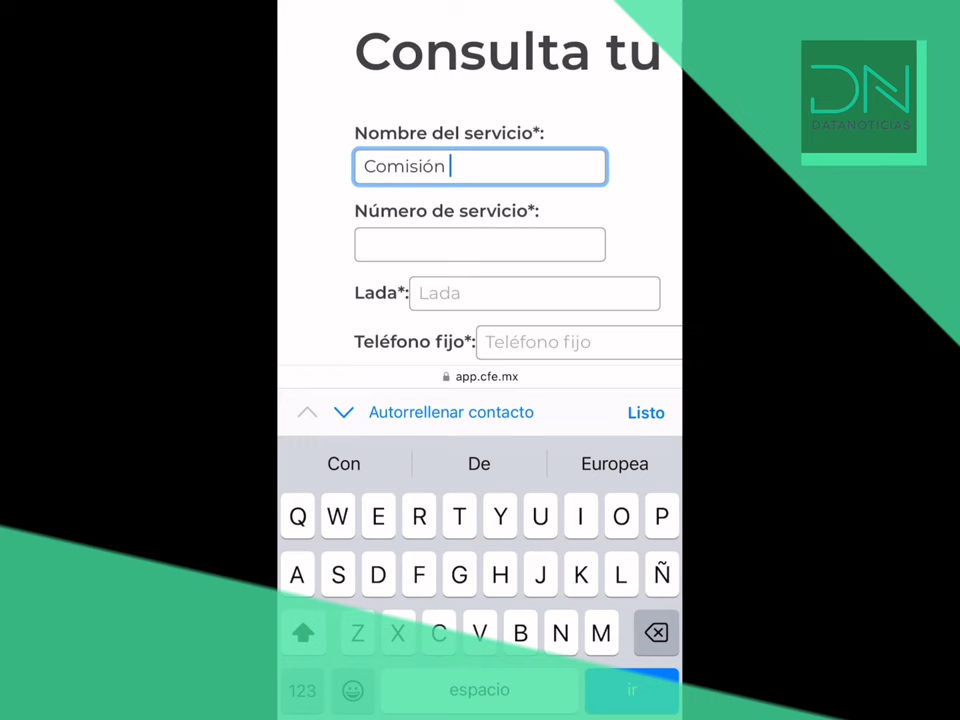 Consulta tu
DN
DATANOTICIAS
Nombre del servicio*:
Comisión
Número de servicio*:
Lada*: Lada
Teléfono fijo*: Teléfono fijo
app.cfe.mx
Autorrellenar contacto Listo
Con De Europea
Q W E R T Y U I O P
A S D F G H J K L Ñ
Z X C V B N M
123 espacio ir